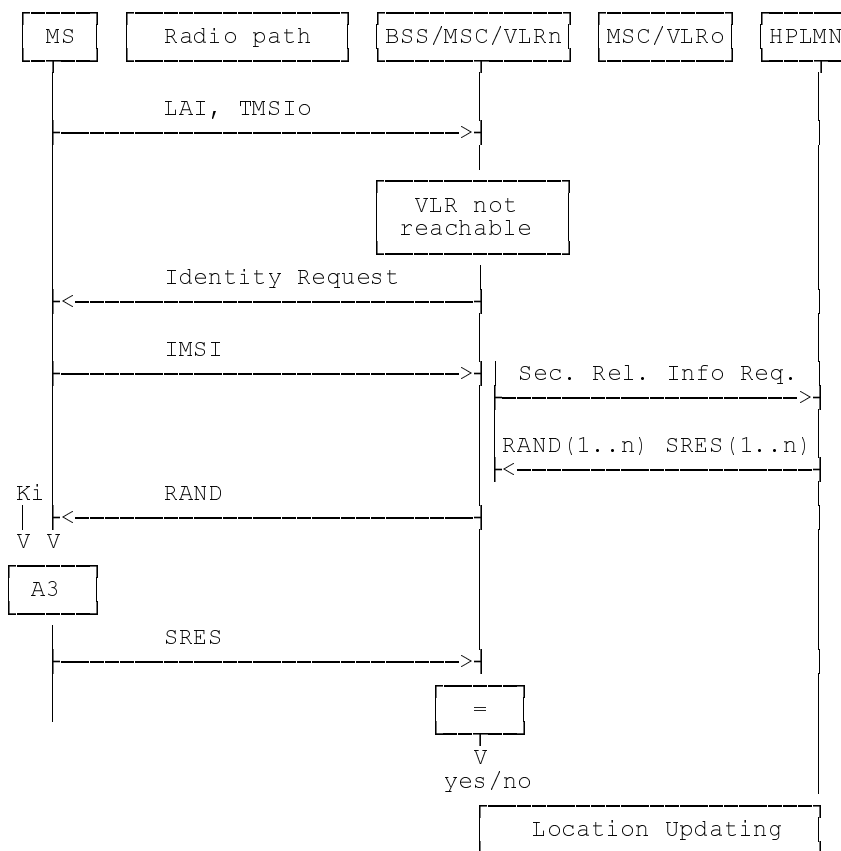 MS Radio path BSS/MSC/VLRn MSC/VLRo HPLMN
LAI, TMSIo
VLR not
reachable
Identity Request
IMSI
Sec. Rel. Info Req.
RAND(1..n) SRES(1..n)
Ki RAND
V V
A3
SRES
=
V
yes/no
Location Updating